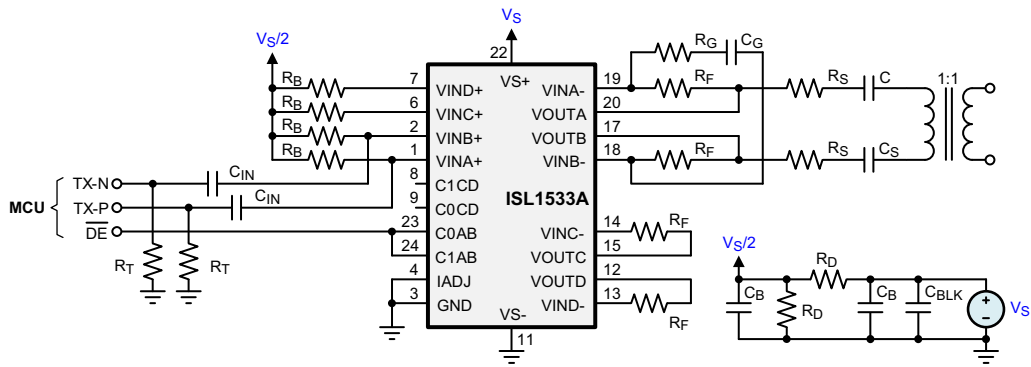 VS
VS/2
22
RG
CG
VS+
RB
7
VIND+
19
VINA-
RF
RS
C
1:1
RB
6
VINC+
20
VOUTA
RB
2
VINB+
17
VOUTB
RB
1
VINA+
18
VINB-
RF
RS
CS
TX-N
CIN
8
C1CD
MCU
TX-P
CIN
9
C0CD
ISL1533A
DE
23
C0AB
14
VINC-
RF
RT
RT
24
C1AB
15
VOUTC
VS/2
4
IADJ
12
VOUTD
RD
3
GND
13
VIND-
RF
CB
RD
CB
CBLK
+
-
VS
VS-
11